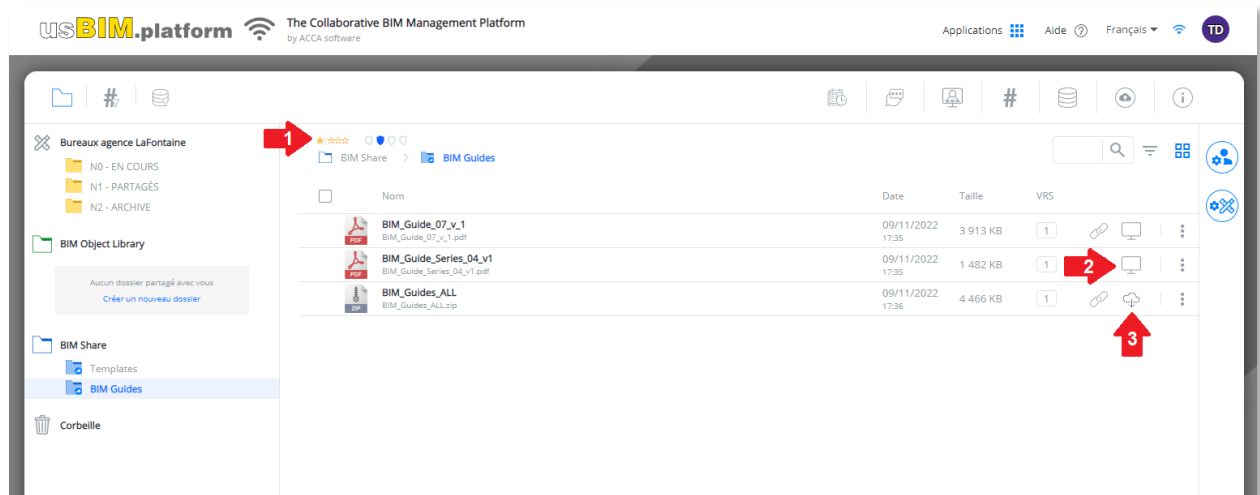 usBIM.platform
The Collaborative BIM Management Platform
by ACCA software
Applications
Aide ?
Français
TD
#
#
i
Bureaux agence LaFontaine
N0 - EN COURS
N1 - PARTAGÉS
N2 - ARCHIVE
BIM Object Library
Aucun dossier partagé avec vous
Créer un nouveau dossier
BIM Share
Templates
BIM Guides
Corbeille
1
BIM Share > BIM Guides
Nom Date Taille VRS
PDF
BIM_Guide_07_v_1
BIM_Guide_07_v_1.pdf
09/11/2022
17:35
3 913 KB
1
PDF
BIM_Guide_Series_04_v1
BIM_Guide_Series_04_v1.pdf
09/11/2022
17:35
1 482 KB
1
2
ZIP
BIM_Guides_ALL
BIM_Guides_ALL.zip
09/11/2022
17:36
4 466 KB
1
3